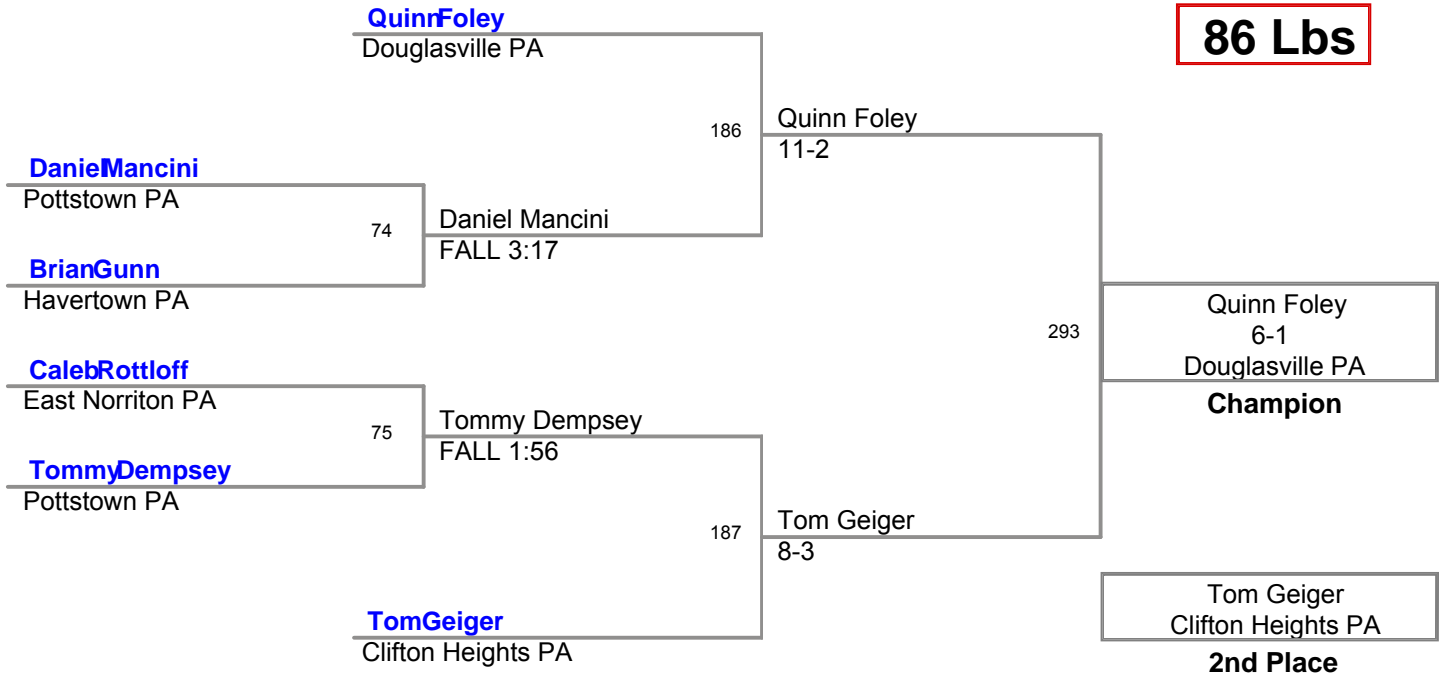 QuinnFoley
Douglasville PA
86 Lbs
186
Quinn Foley
11-2
DanielMancini
Pottstown PA
74
Daniel Mancini
FALL 3:17
BrianGunn
Havertown PA
293
Quinn Foley
6-1
Douglasville PA
Champion
CalebRottloff
East Norriton PA
75
Tommy Dempsey
FALL 1:56
TommyDempsey
Pottstown PA
187
Tom Geiger
8-3
TomGeiger
Clifton Heights PA
Tom Geiger
Clifton Heights PA
2nd Place